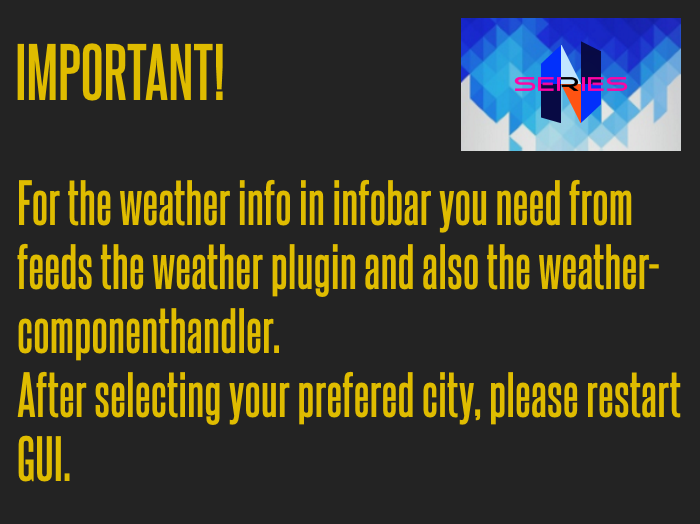 IMPORTANT!
SERIES
For the weather info in infobar you need from
feeds the weather plugin and also the weather-
componenthandler.
After selecting your prefered city, please restart
GUI.